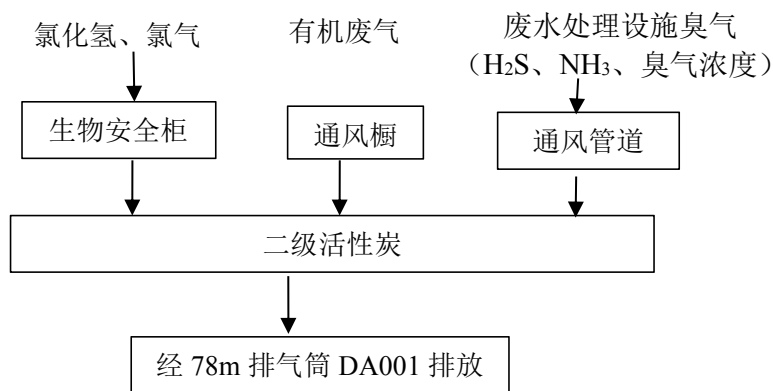 氯化氢、氯气
有机废气
废水处理设施臭气
（H₂S、NH₃、臭气浓度）
生物安全柜
通风橱
通风管道
二级活性炭
经 78m 排气筒 DA001 排放